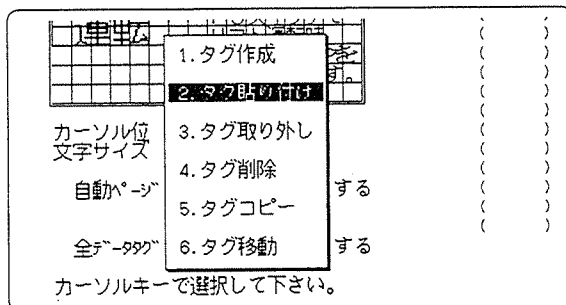 運転
す。
1.タグ作成
2.タグ貼り付け
カーソル位
3.タグ取り外し
文字サイズ
4.タグ削除
自動ページ
する
5.タグコピー
全データタグ
6.タグ移動
する
カーソルキーで選択して下さい。
( )
( )
( )
( )
( )
( )
( )
( )
( )
( )
( )
( )